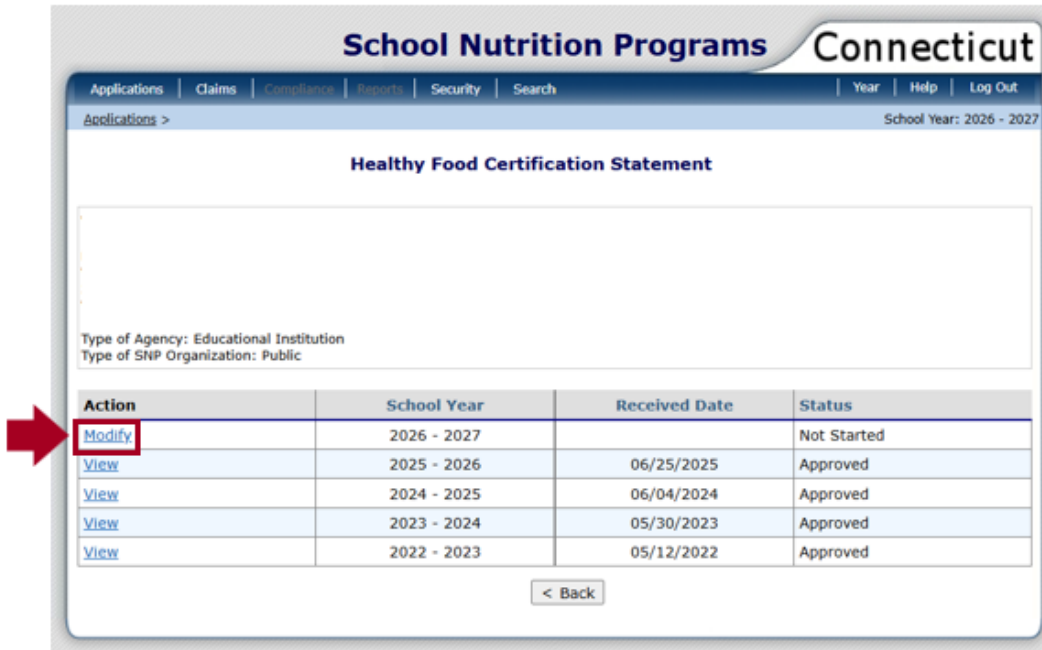 School Nutrition Programs Connecticut
Applications Claims Compliance Reports Security Search Year Help Log Out
Applications > School Year: 2026 - 2027
Healthy Food Certification Statement
Type of Agency: Educational Institution
Type of SNP Organization: Public
Action School Year Received Date Status
Modify 2026 - 2027 Not Started
View 2025 - 2026 06/25/2025 Approved
View 2024 - 2025 06/04/2024 Approved
View 2023 - 2024 05/30/2023 Approved
View 2022 - 2023 05/12/2022 Approved
< Back